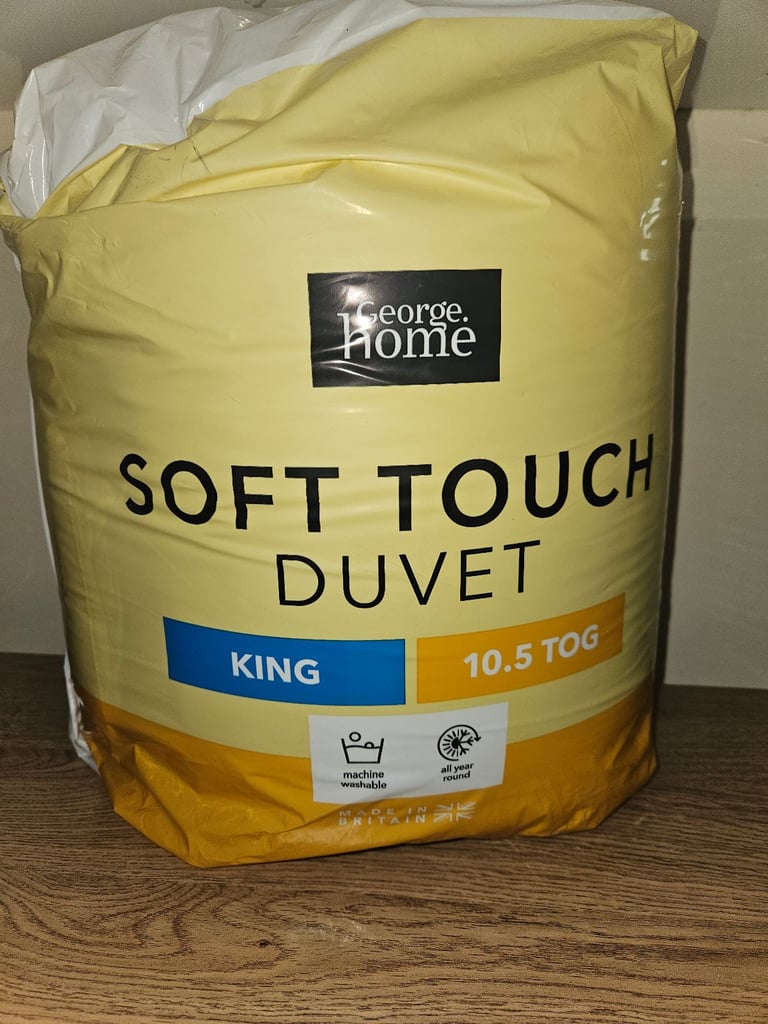 George.
home
SOFT TOUCH
DUVET
KING
10.5 TOG
machine
washable
all year
round
MADE IN
BRITAIN